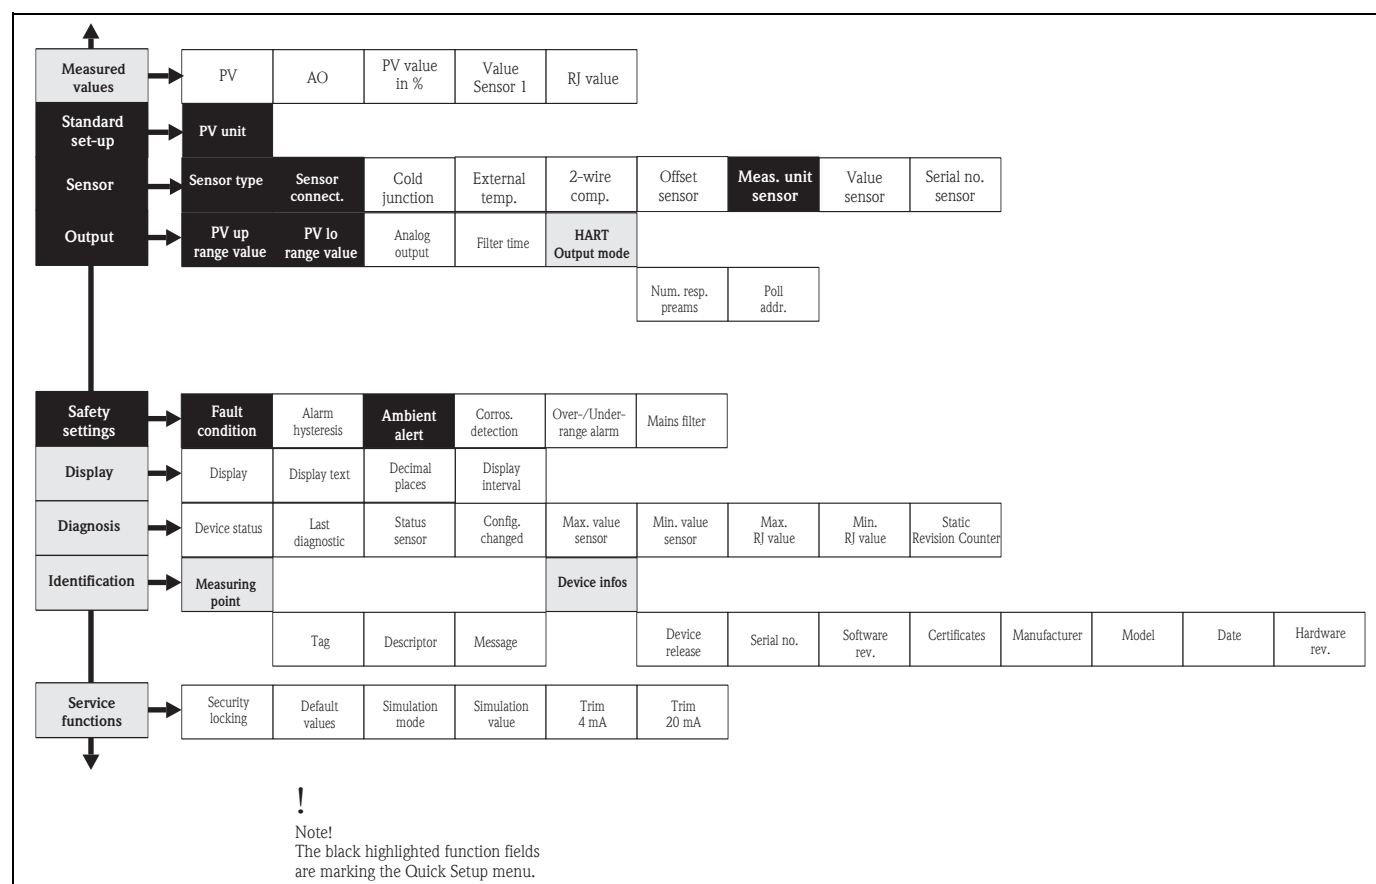 Measured
values
PV
AO
PV value
in %
Value
Sensor 1
RJ value
Standard
set-up
PV unit
Sensor
Sensor type
Sensor
connect.
Cold
junction
External
temp.
2-wire
comp.
Offset
sensor
Meas. unit
sensor
Value
sensor
Serial no.
sensor
Output
PV up
range value
PV lo
range value
Analog
output
Filter time
HART
Output mode
Num. resp.
preams
Poll
addr.
Safety
settings
Fault
condition
Alarm
hysteresis
Ambient
alert
Corros.
detection
Over-/Under-
range alarm
Mains filter
Display
Display
Display text
Decimal
places
Display
interval
Diagnosis
Device status
Last
diagnostic
Status
sensor
Config.
changed
Max. value
sensor
Min. value
sensor
Max.
RJ value
Min.
RJ value
Static
Revision Counter
Identification
Measuring
point
Device infos
Tag
Descriptor
Message
Device
release
Serial no.
Software
rev.
Certificates
Manufacturer
Model
Date
Hardware
rev.
Service
functions
Security
locking
Default
values
Simulation
mode
Simulation
value
Trim
4 mA
Trim
20 mA
!
Note!
The black highlighted function fields
are marking the Quick Setup menu.